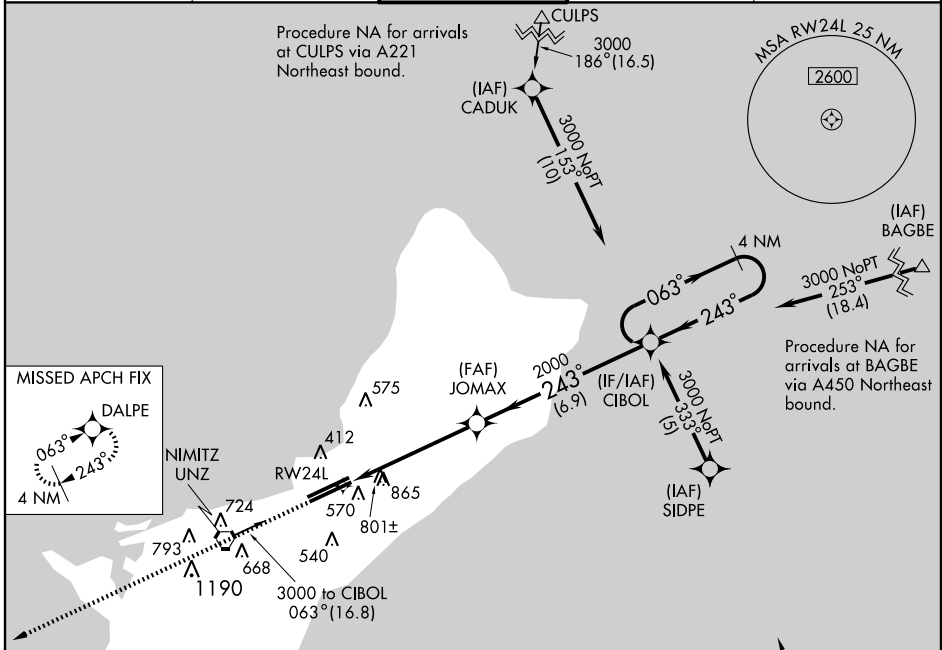 Procedure NA for arrivals
at CULPS via A221
Northeast bound.
CULPS
3000
186°(16.5)
(IAF)
CADUK
3000 NoPT
153°
(10)
MSA RW24L 25 NM
2600
(IAF)
BAGBE
3000 NoPT
253°
(18.4)
Procedure NA for
arrivals at BAGBE
via A450 Northeast
bound.
4 NM
063°
243°
(IF/IAF)
CIBOL
2000
243°
(6.9)
(FAF)
JOMAX
3000 NoPT
333°
(5)
(IAF)
SIDPE
MISSED APCH FIX
DALPE
063°
243°
4 NM
NIMITZ
UNZ
575
412
RW24L
865
570
801±
724
793
668
540
1190
3000 to CIBOL
063°(16.8)